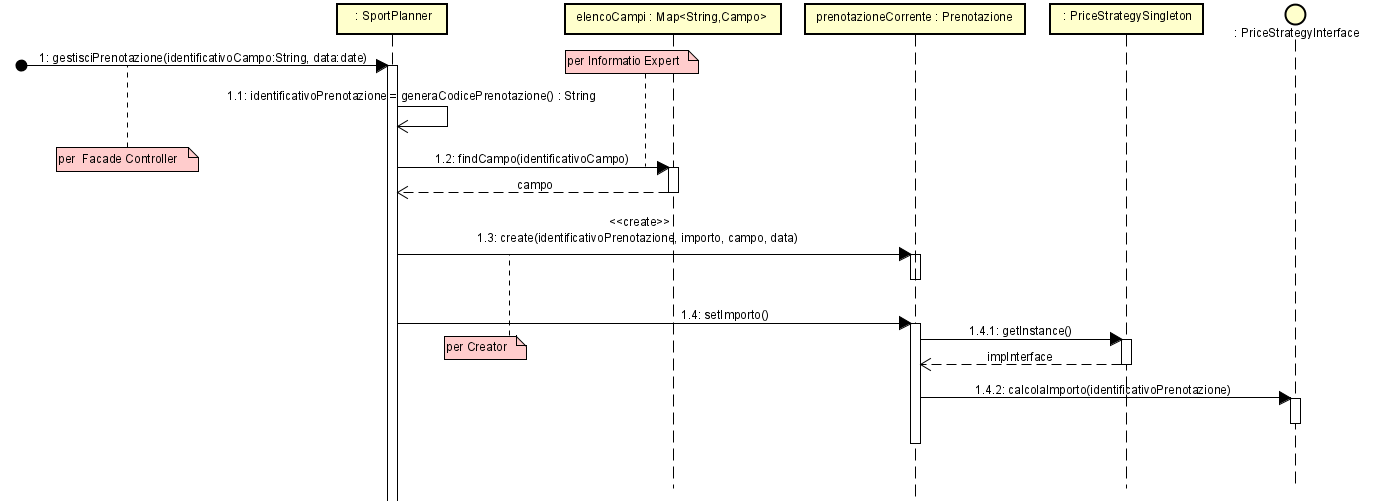 : SportPlanner
elencoCampi : Map<String,Campo>
prenotazioneCorrente : Prenotazione
: PriceStrategySingleton
: PriceStrategyInterface
1: gestisciPrenotazione(identificativoCampo:String, data:date)
per Informatio Expert
1.1: identificativoPrenotazione = generaCodicePrenotazione() : String
per Facade Controller
1.2: findCampo(identificativoCampo)
campo
<<create>>
1.3: create(identificativoPrenotazione, importo, campo, data)
1.4: setImporto()
1.4.1: getInstance()
per Creator
impInterface
1.4.2: calcolaImporto(identificativoPrenotazione)